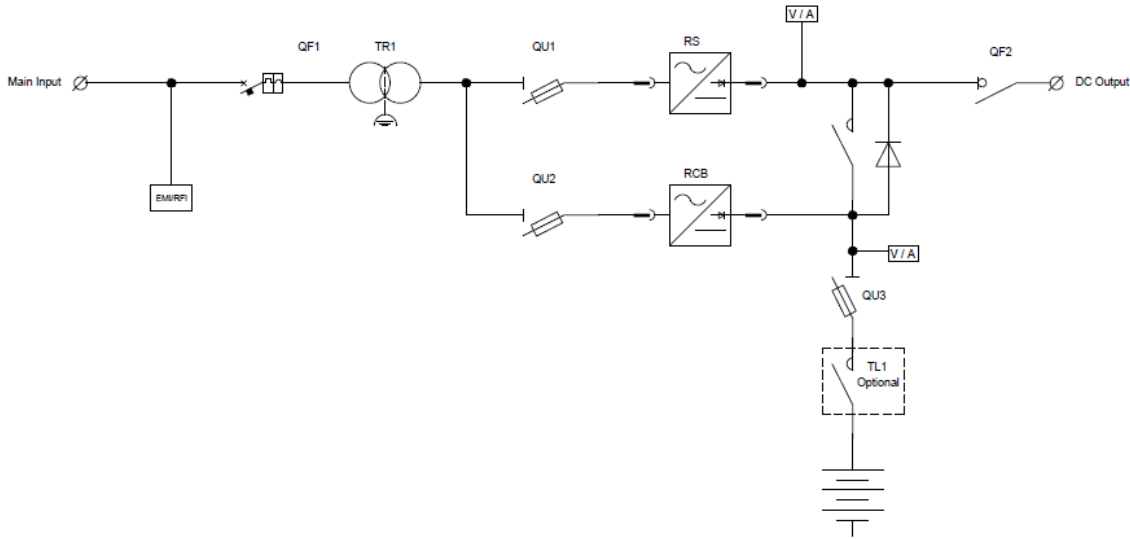 V / A
QF1
TR1
QU1
RS
QF2
Main Input
DC Output
EMI/RFI
QU2
RCB
V / A
QU3
TL1
Optional